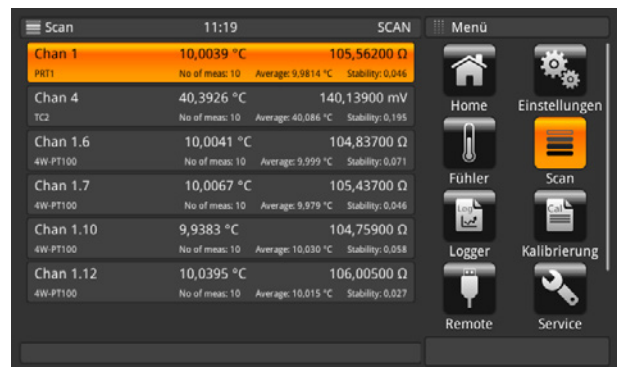 Scan 11:19 SCAN
Chan 1 10,0039 °C 105,56200 Ω
PRT1 No of meas: 10 Average: 9,9814 °C Stability: 0,046
Chan 4 40,3926 °C 140,13900 mV
TC2 No of meas: 10 Average: 40,086 °C Stability: 0,195
Chan 1.6 10,0041 °C 104,83700 Ω
4W-PT100 No of meas: 10 Average: 9,999 °C Stability: 0,071
Chan 1.7 10,0067 °C 105,43700 Ω
4W-PT100 No of meas: 10 Average: 9,979 °C Stability: 0,046
Chan 1.10 9,9383 °C 104,75900 Ω
4W-PT100 No of meas: 10 Average: 10,030 °C Stability: 0,058
Chan 1.12 10,0395 °C 106,00500 Ω
4W-PT100 No of meas: 10 Average: 10,015 °C Stability: 0,027
Menü
Home Einstellungen
Fühler Scan
Log Cal
Logger Kalibrierung
Remote Service